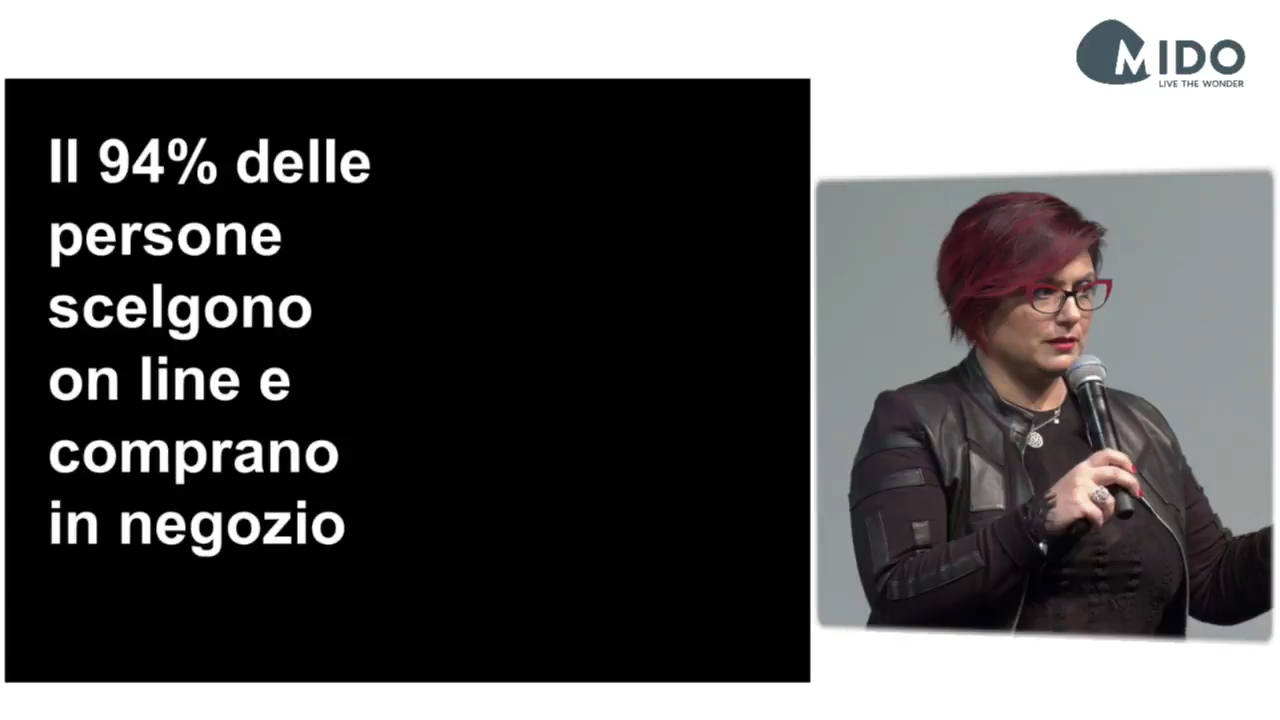 MIDO
LIVE THE WONDER
Il 94% delle
persone
scelgono
on line e
comprano
in negozio